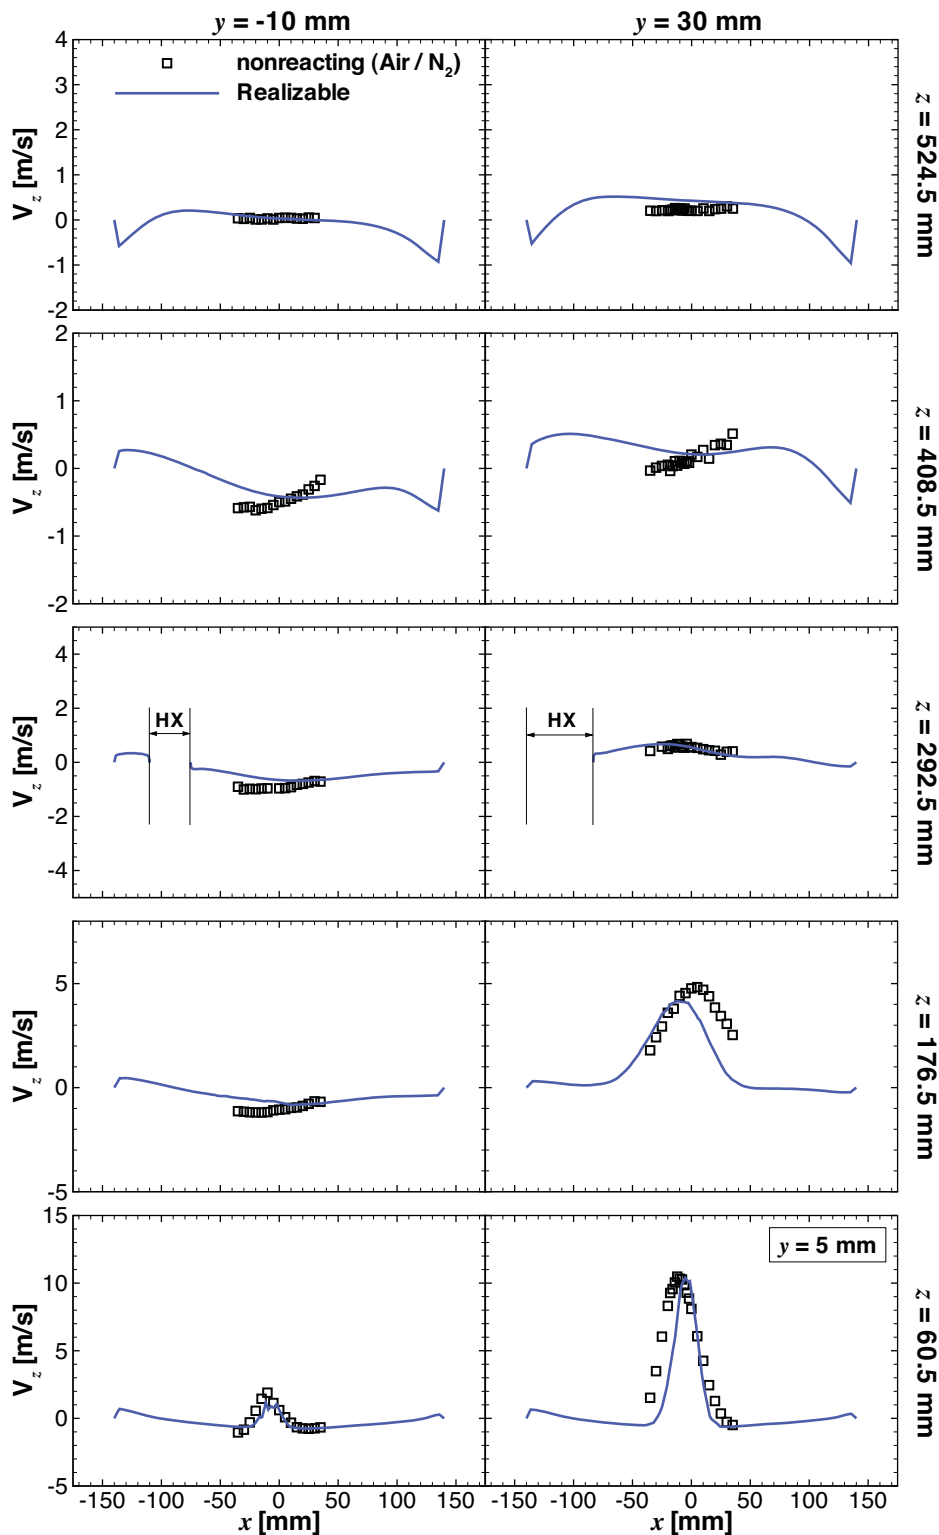 y = -10 mm
y = 30 mm
4
3
2
1
0
-1
-2
V_z [m/s]
nonreacting (Air / N₂)
Realizable
z = 524.5 mm
2
1
0
-1
-2
V_z [m/s]
z = 408.5 mm
4
2
0
-2
-4
V_z [m/s]
HX
HX
z = 292.5 mm
5
0
-5
V_z [m/s]
z = 176.5 mm
15
10
5
0
-5
V_z [m/s]
y = 5 mm
z = 60.5 mm
-150 -100 -50 0 50 100 150
-150 -100 -50 0 50 100 150
x [mm]
x [mm]